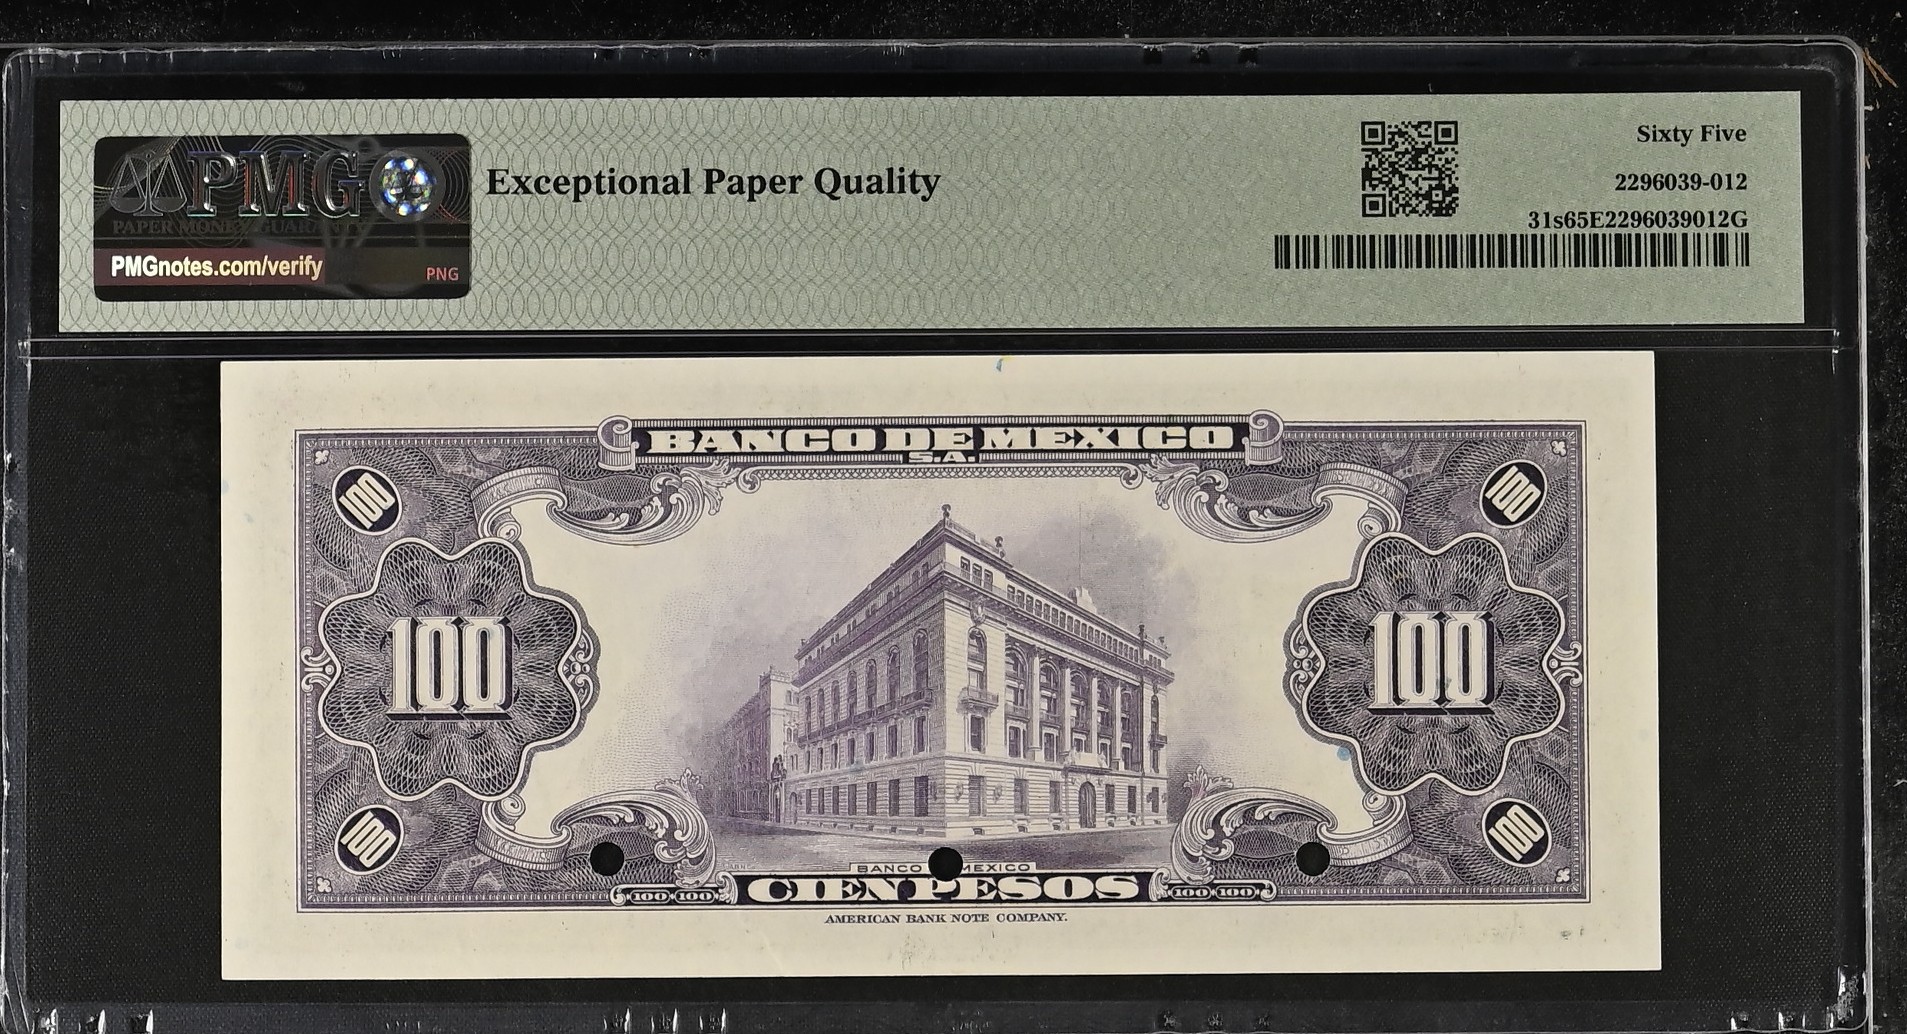 PMG
PAPER MONEY GUARANTY
PMGnotes.com/verify
PNG
Exceptional Paper Quality
Sixty Five
2296039-012
31s65E2296039012G
BANCO DE MEXICO
S.A.
100
100
100
100
100
100
BANCO MEXICO
100 100
CIEN PESOS
100 100
AMERICAN BANK NOTE COMPANY.